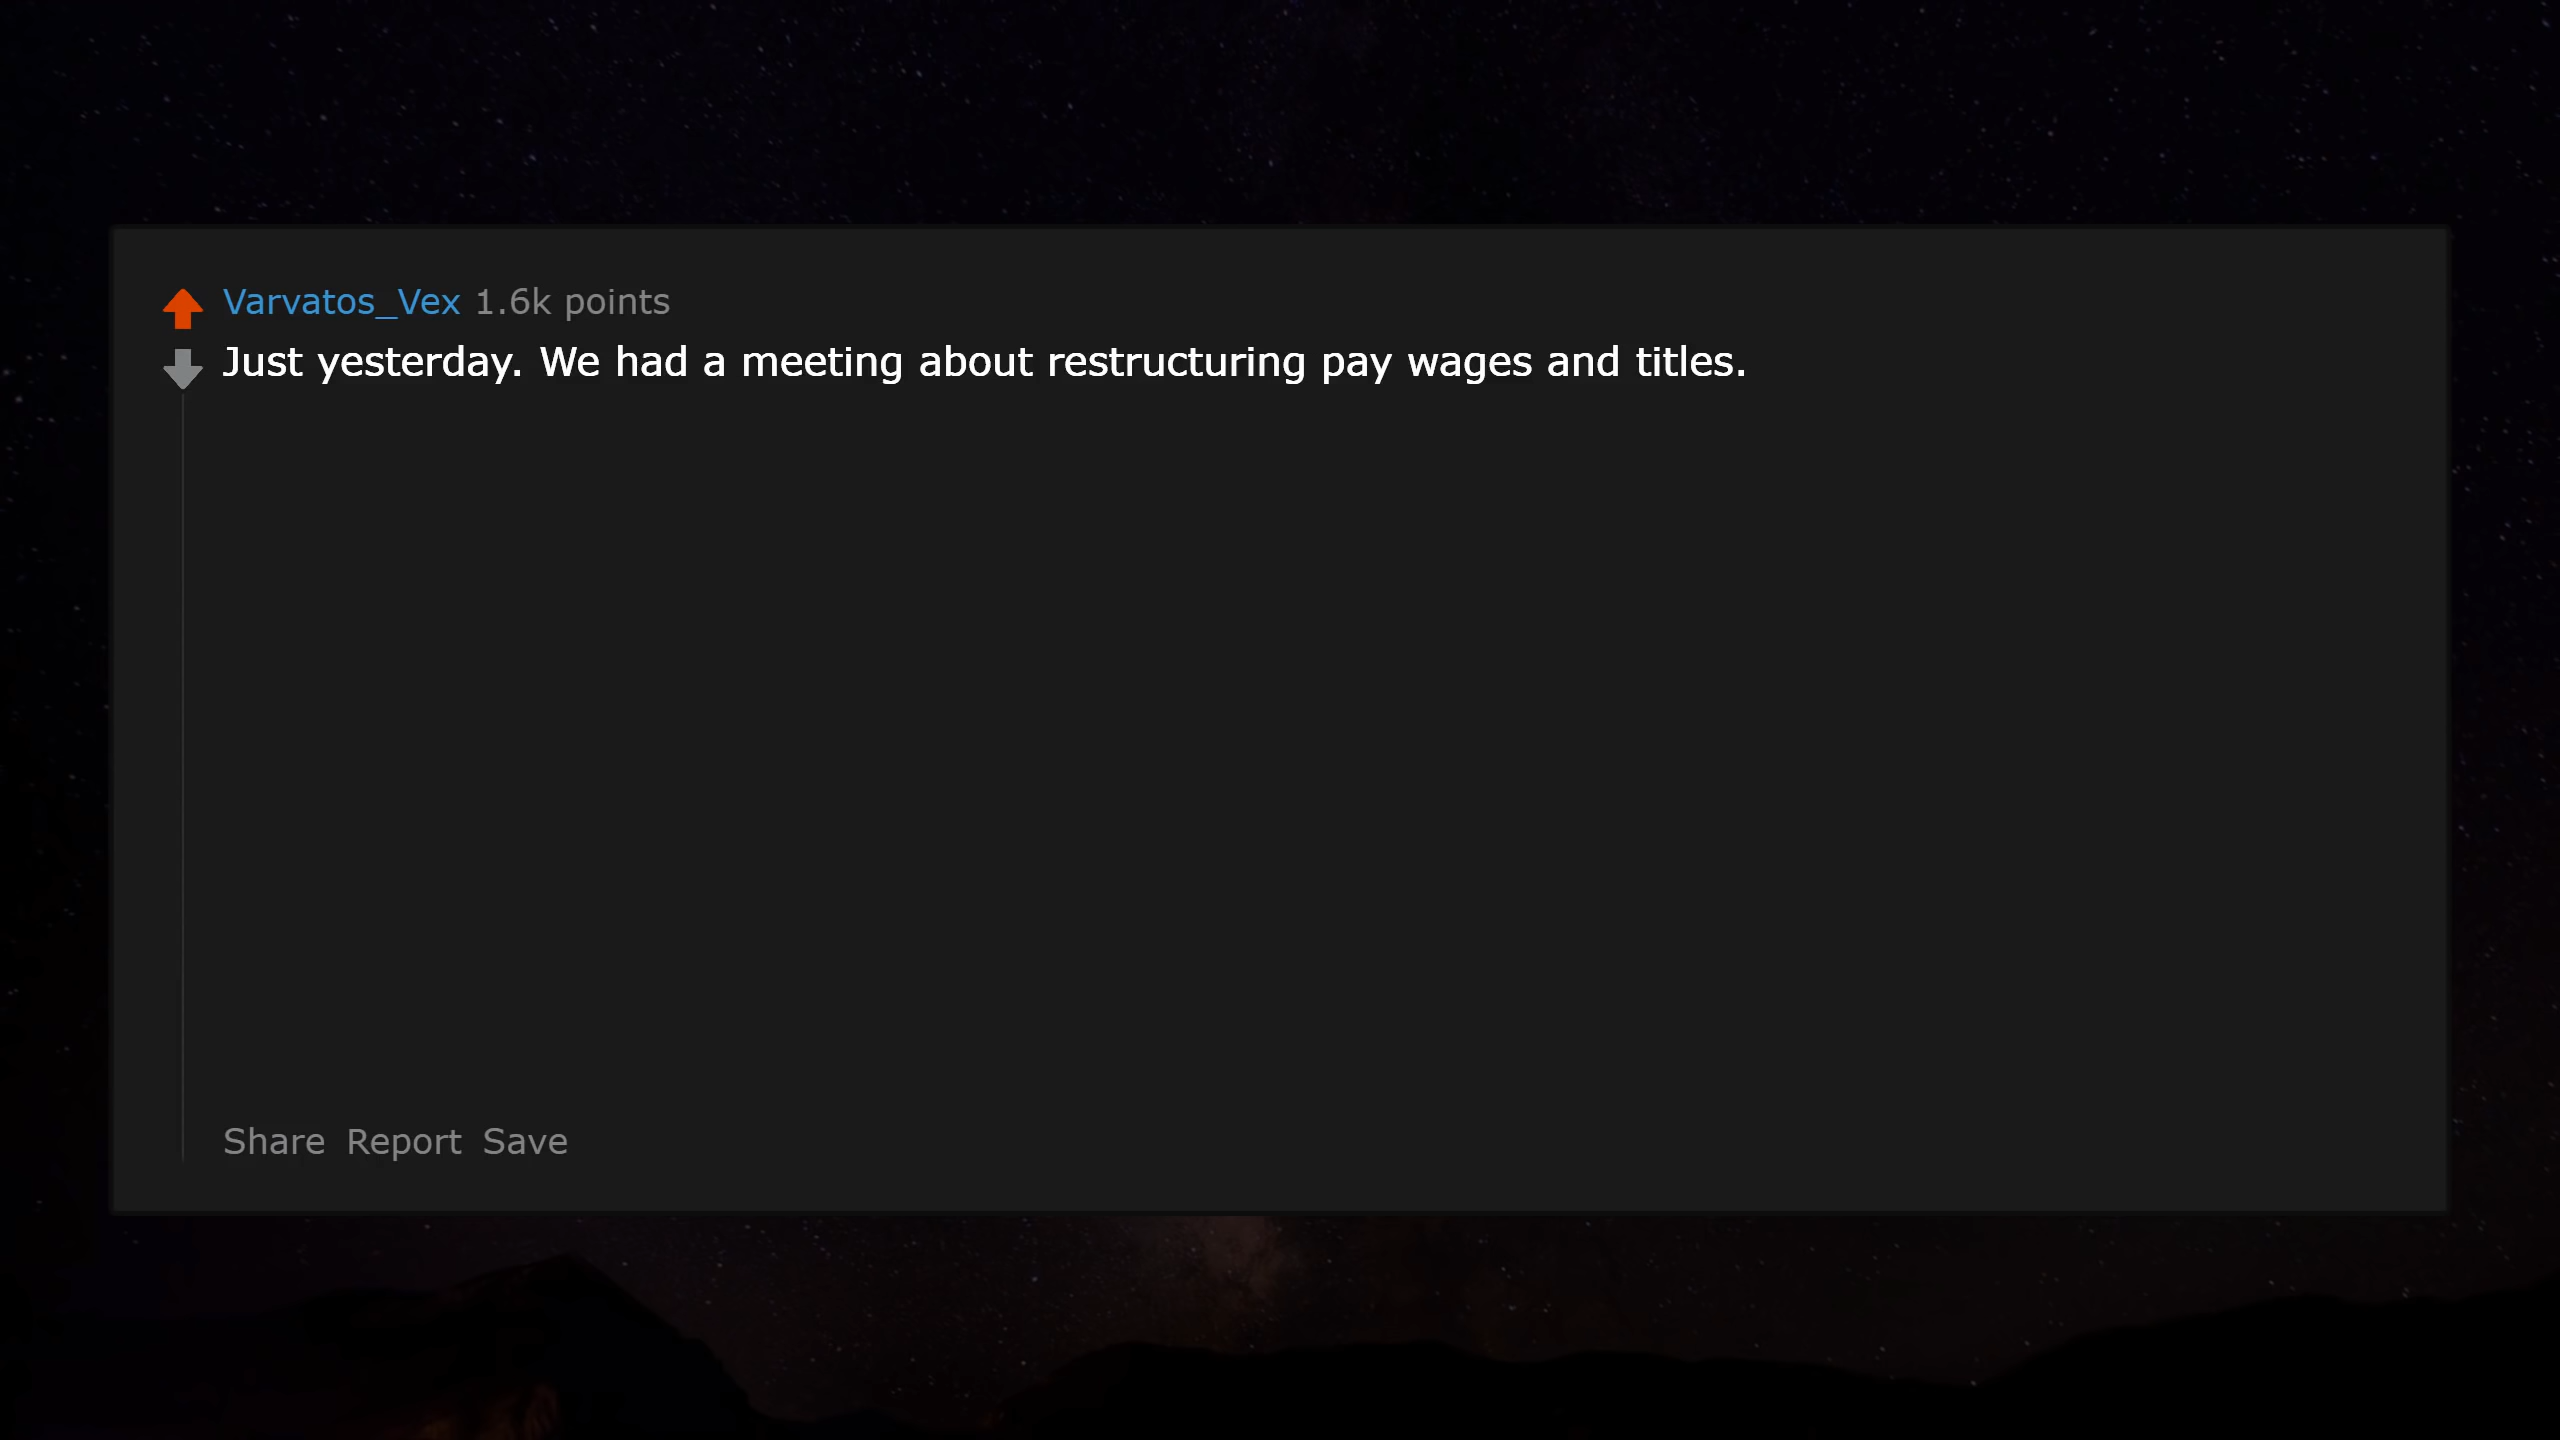 Varvatos_Vex 1.6k points
Just yesterday. We had a meeting about restructuring pay wages and titles.
Share Report Save